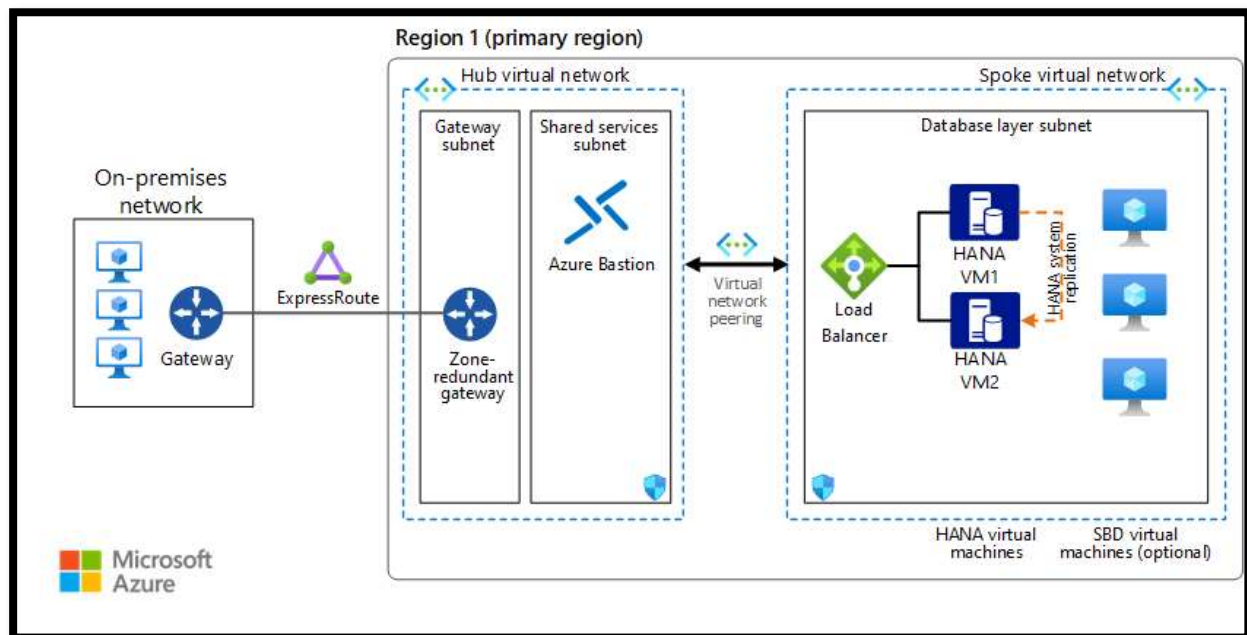 Region 1 (primary region)
Hub virtual network
Spoke virtual network
Gateway
subnet
Shared services
subnet
Database layer subnet
On-premises
network
Gateway
ExpressRoute
Zone-
redundant
gateway
Azure Bastion
Virtual
network
peering
Load
Balancer
HANA
VM1
HANA
VM2
HANA system
replication
HANA virtual
machines
SBD virtual
machines (optional)
Microsoft
Azure